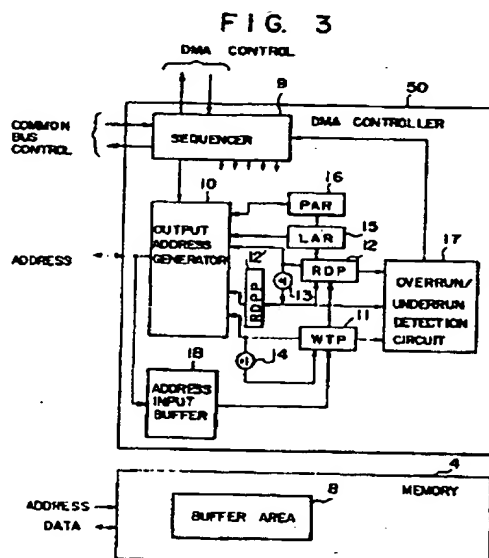 FIG. 3
DMA CONTROL
9
50
COMMON
BUS
CONTROL
SEQUENCER
DMA CONTROLLER
10
16
PAR
OUTPUT
ADDRESS
GENERATOR
15
LAR
12
17
ADDRESS
12'
RDPP
RDP
13
OVERRUN/
UNDERRUN
DETECTION
CIRCUIT
11
WTP
18
14
ADDRESS
INPUT
BUFFER
4
ADDRESS
8
MEMORY
DATA
BUFFER AREA